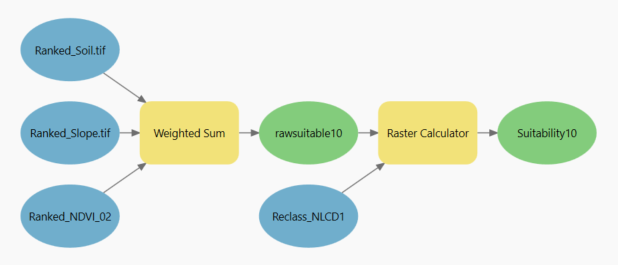 Ranked_Soil.tif
Ranked_Slope.tif
Weighted Sum
rawsuitable10
Raster Calculator
Suitability10
Ranked_NDVI_02
Reclass_NLCD1